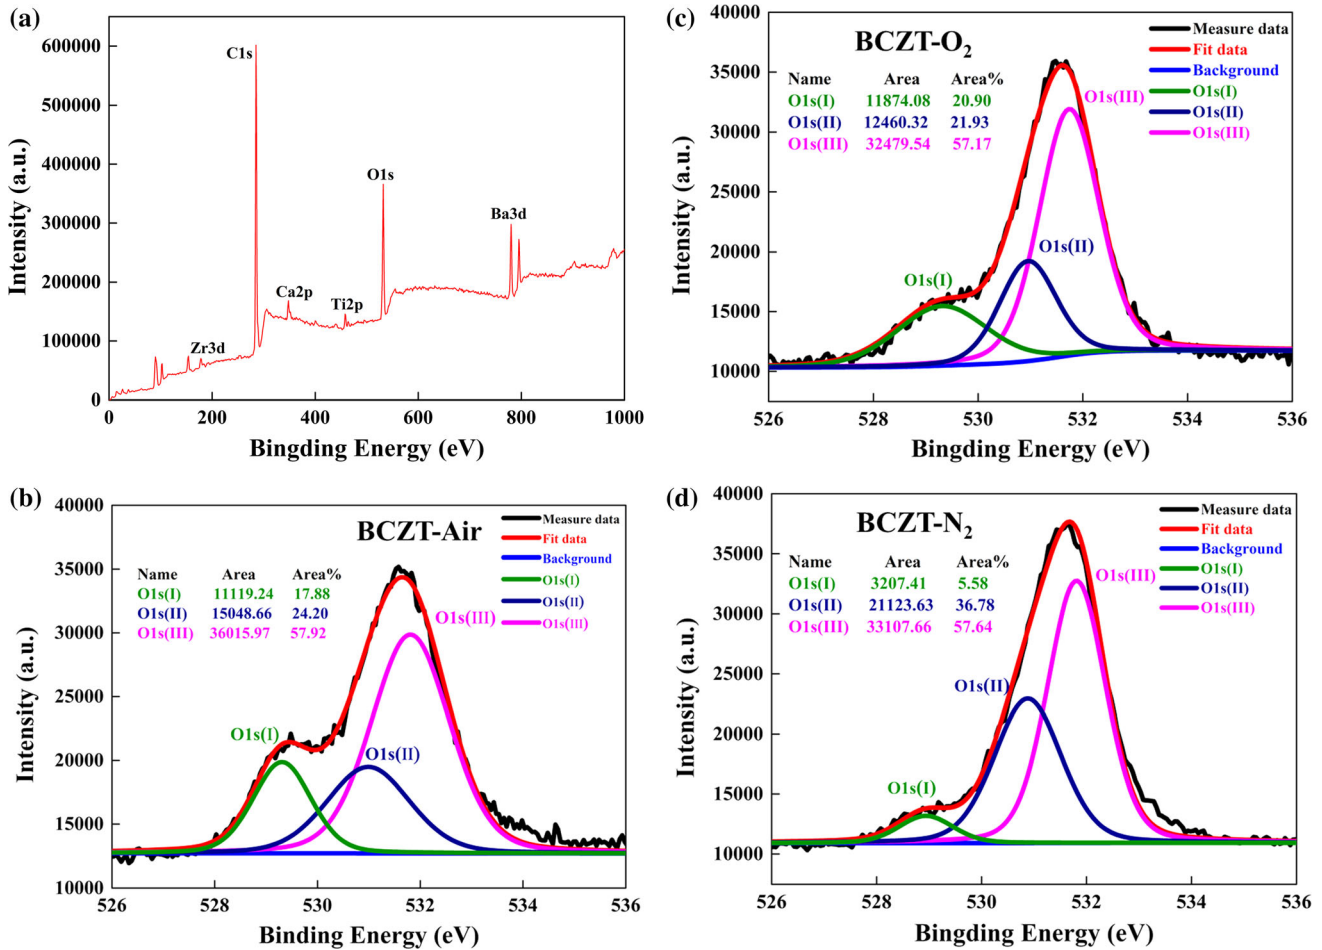 (a)
600000
500000
400000
300000
200000
100000
0
C1s
O1s
Ba3d
Ca2p
Ti2p
Zr3d
0 200 400 600 800 1000
Bingding Energy (eV)
Intensity (a.u.)
(c)
BCZT-O2
Name Area Area%
O1s(I) 11874.08 20.90
O1s(II) 12460.32 21.93
O1s(III) 32479.54 57.17
Measure data
Fit data
Background
O1s(I)
O1s(II)
O1s(III)
O1s(III)
O1s(II)
O1s(I)
40000
35000
30000
25000
20000
15000
10000
526 528 530 532 534 536
Bingding Energy (eV)
Intensity (a.u.)
(b)
BCZT-Air
Name Area Area%
O1s(I) 11119.24 17.88
O1s(II) 15048.66 24.20
O1s(III) 36015.97 57.92
Measure data
Fit data
Background
O1s(I)
O1s(II)
O1s(III)
O1s(III)
O1s(I)
O1s(II)
40000
35000
30000
25000
20000
15000
10000
526 528 530 532 534 536
Binding Energy (eV)
Intensity (a.u.)
(d)
BCZT-N2
Name Area Area%
O1s(I) 3207.41 5.58
O1s(II) 21123.63 36.78
O1s(III) 33107.66 57.64
Measure data
Fit data
Background
O1s(I)
O1s(II)
O1s(III)
O1s(III)
O1s(II)
O1s(I)
40000
35000
30000
25000
20000
15000
10000
526 528 530 532 534 536
Bingding Energy (eV)
Intensity (a.u.)